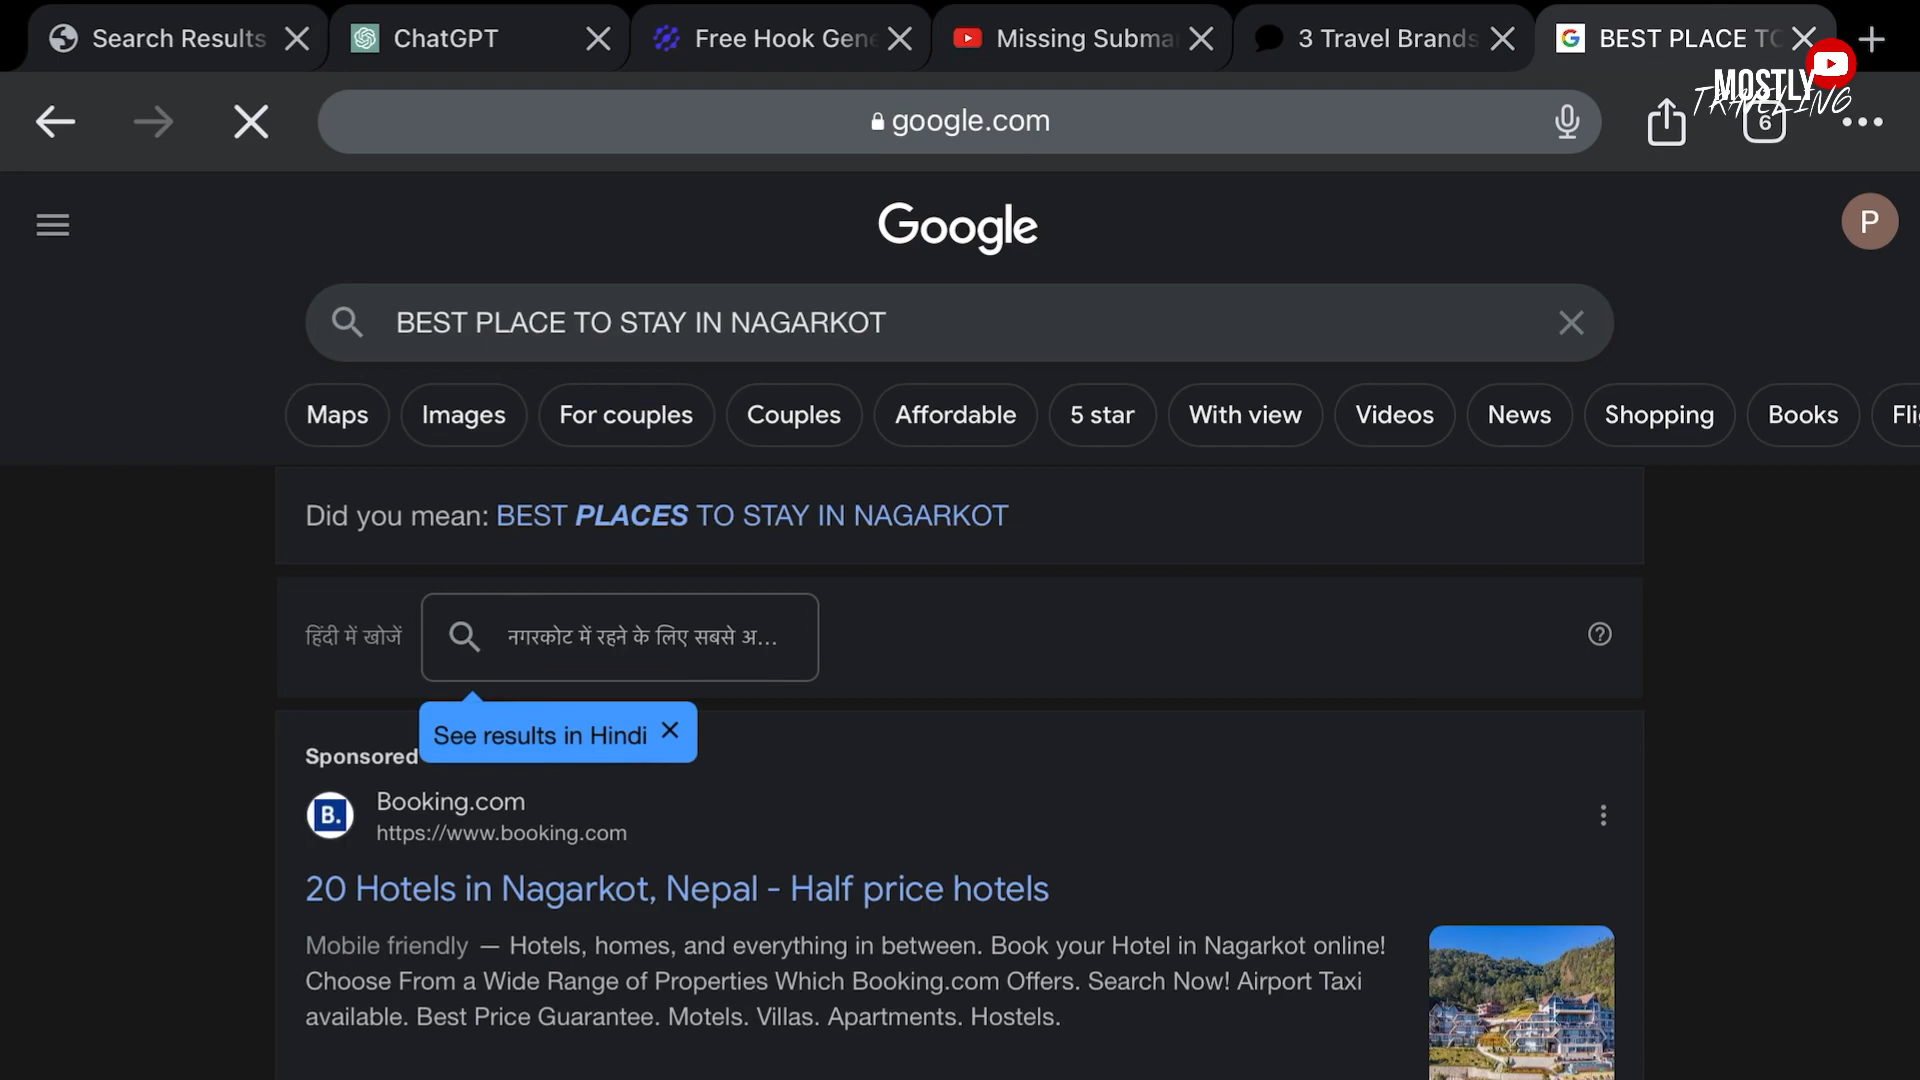 Search Results
ChatGPT
Free Hook Gene
Missing Subma
3 Travel Brands
BEST PLACE TO
MOSTLY
TRAVELING
google.com
6
Google
P
BEST PLACE TO STAY IN NAGARKOT
Maps
Images
For couples
Couples
Affordable
5 star
With view
Videos
News
Shopping
Books
Did you mean: BEST PLACES TO STAY IN NAGARKOT
हिंदी में खोजें
नगरकोट में रहने के लिए सबसे अ...
See results in Hindi
Sponsored
B.
Booking.com
https://www.booking.com
20 Hotels in Nagarkot, Nepal - Half price hotels
Mobile friendly — Hotels, homes, and everything in between. Book your Hotel in Nagarkot online!
Choose From a Wide Range of Properties Which Booking.com Offers. Search Now! Airport Taxi
available. Best Price Guarantee. Motels. Villas. Apartments. Hostels.